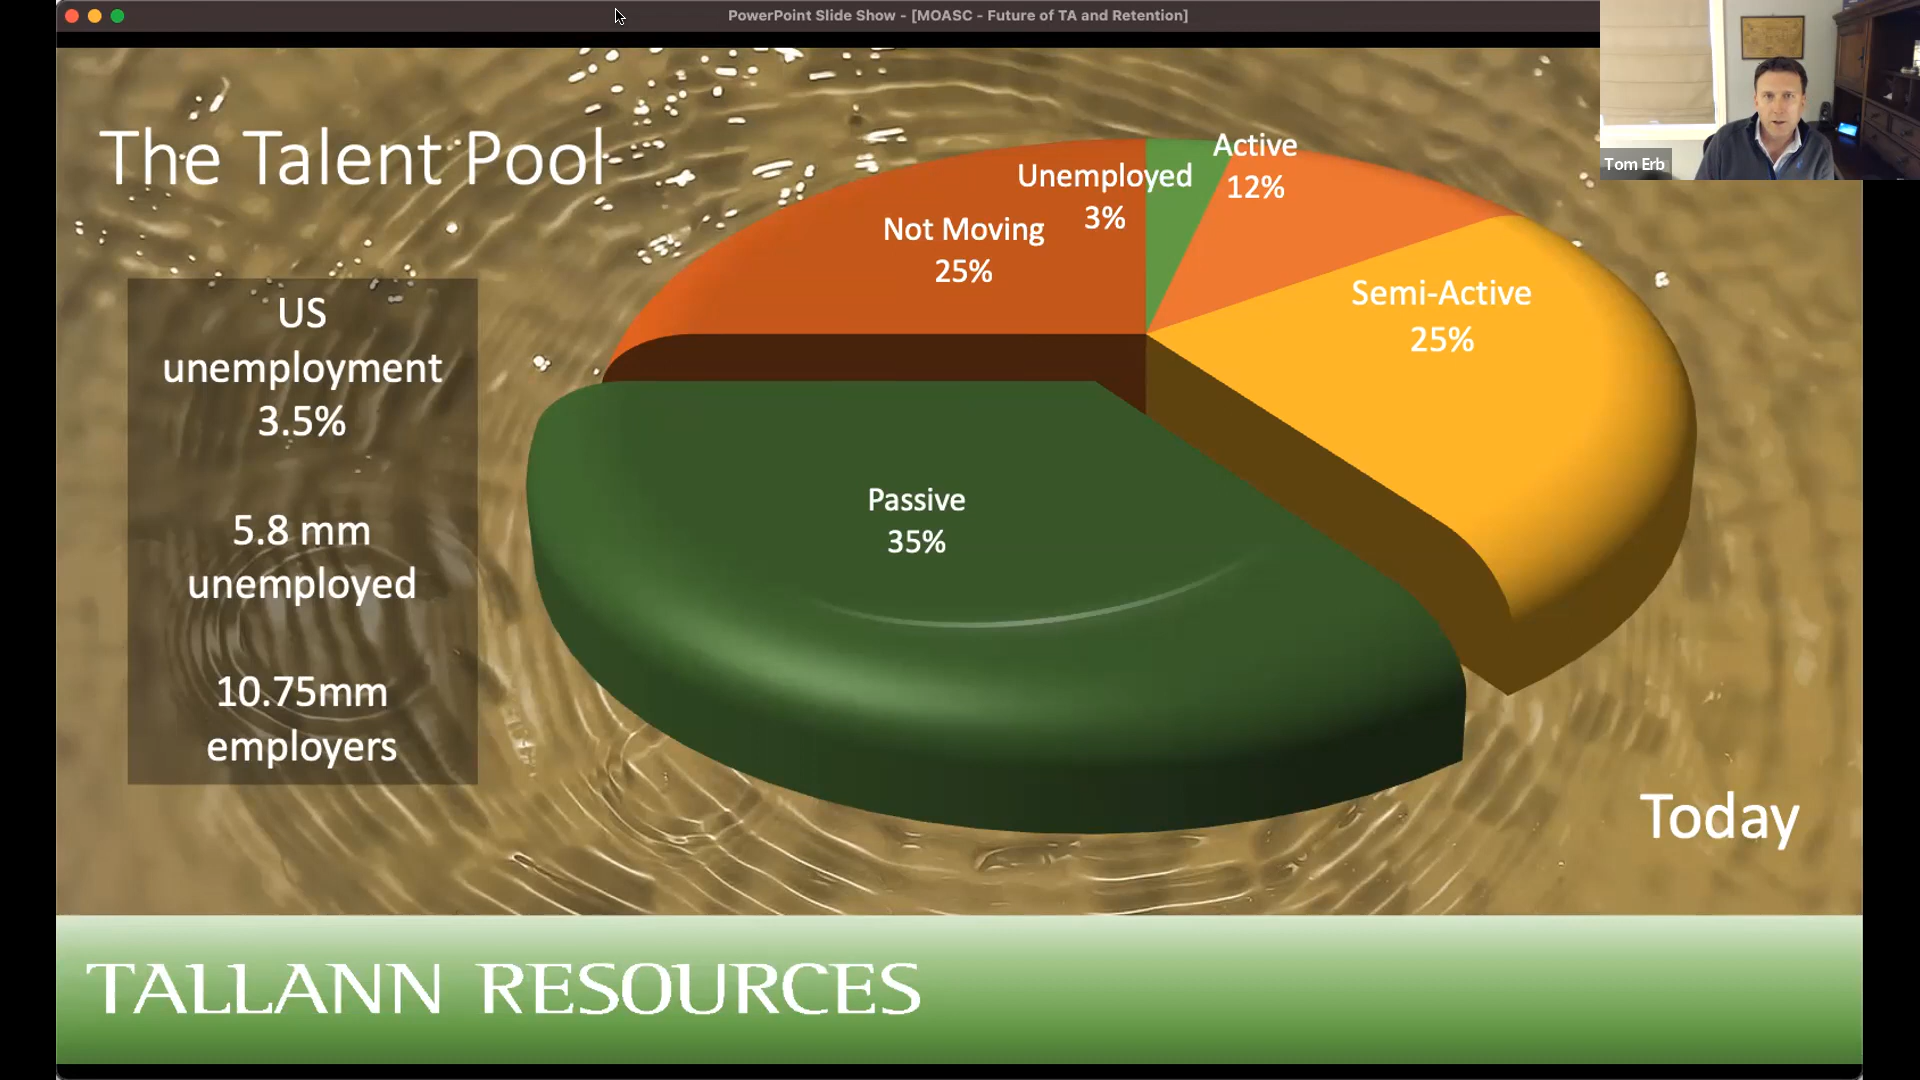 PowerPoint Slide Show - [MOASC - Future of TA and Retention]
Tom Erb
The Talent Pool
Active
12%
Unemployed
3%
Not Moving
25%
Semi-Active
25%
US
unemployment
3.5%
5.8 mm
unemployed
10.75mm
employers
Passive
35%
Today
TALLANN RESOURCES